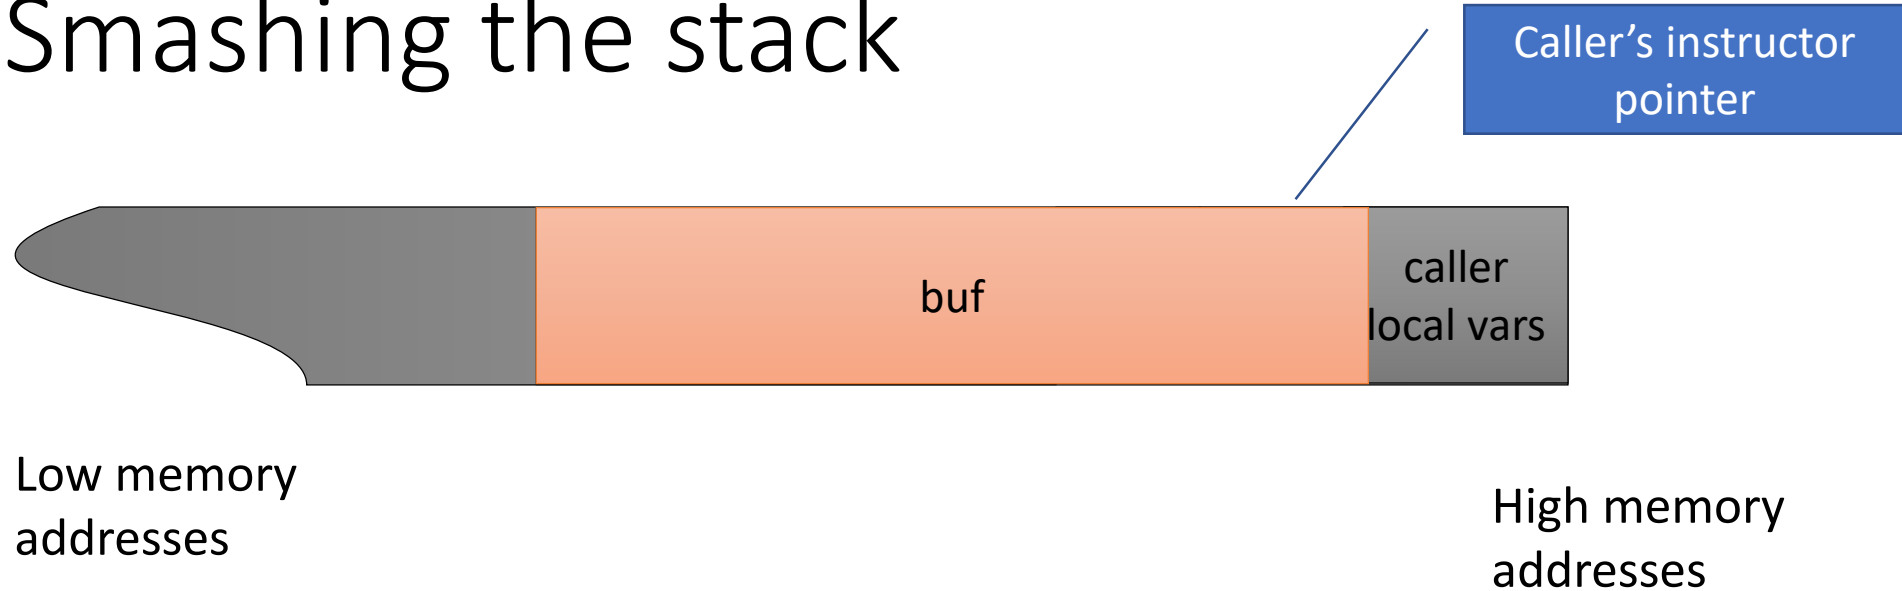 Smashing the stack
Caller’s instructor
pointer
buf
caller
local vars
Low memory
addresses
High memory
addresses